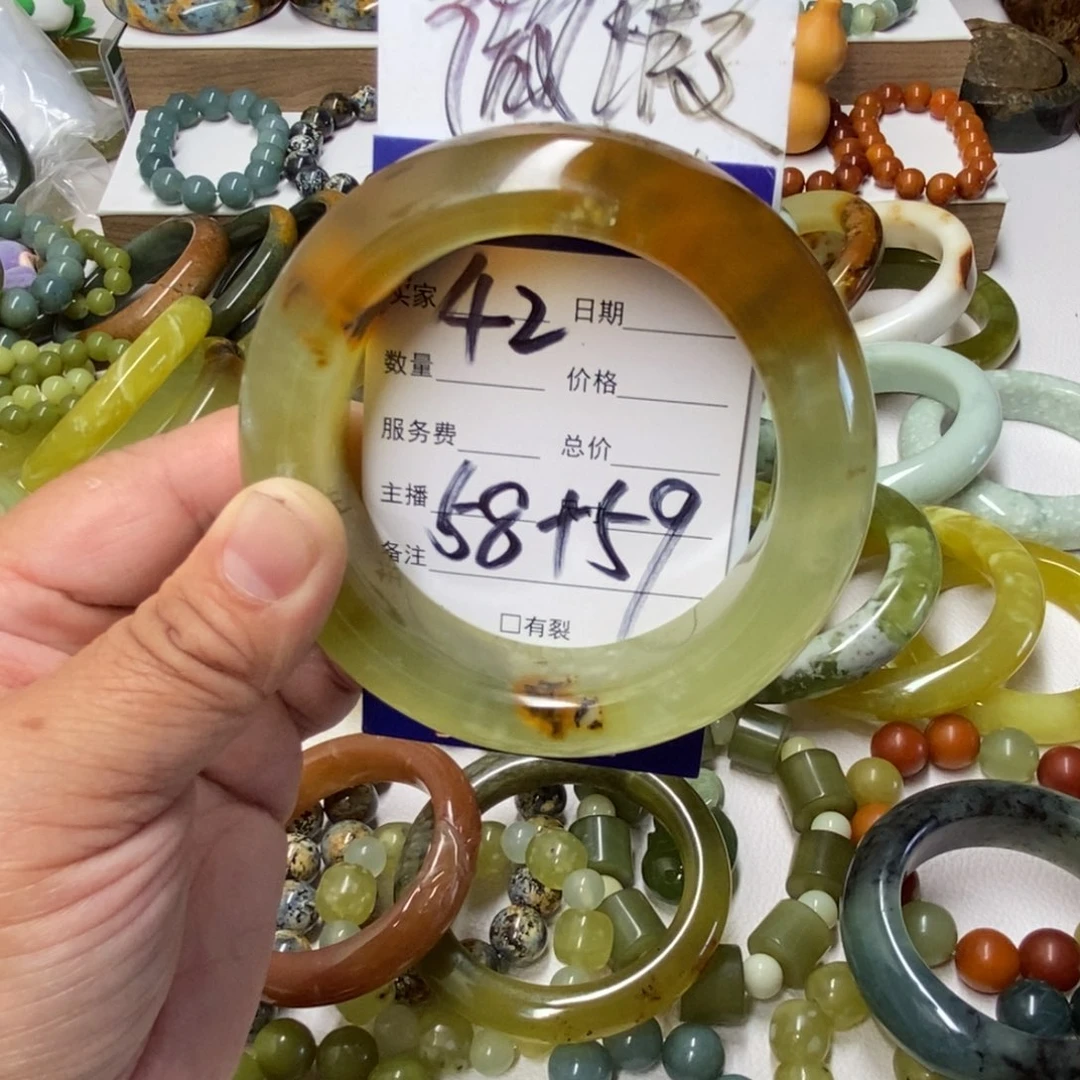 买家 42 日期
数量 价格
服务费 总价
主播 58+59
备注
□有裂